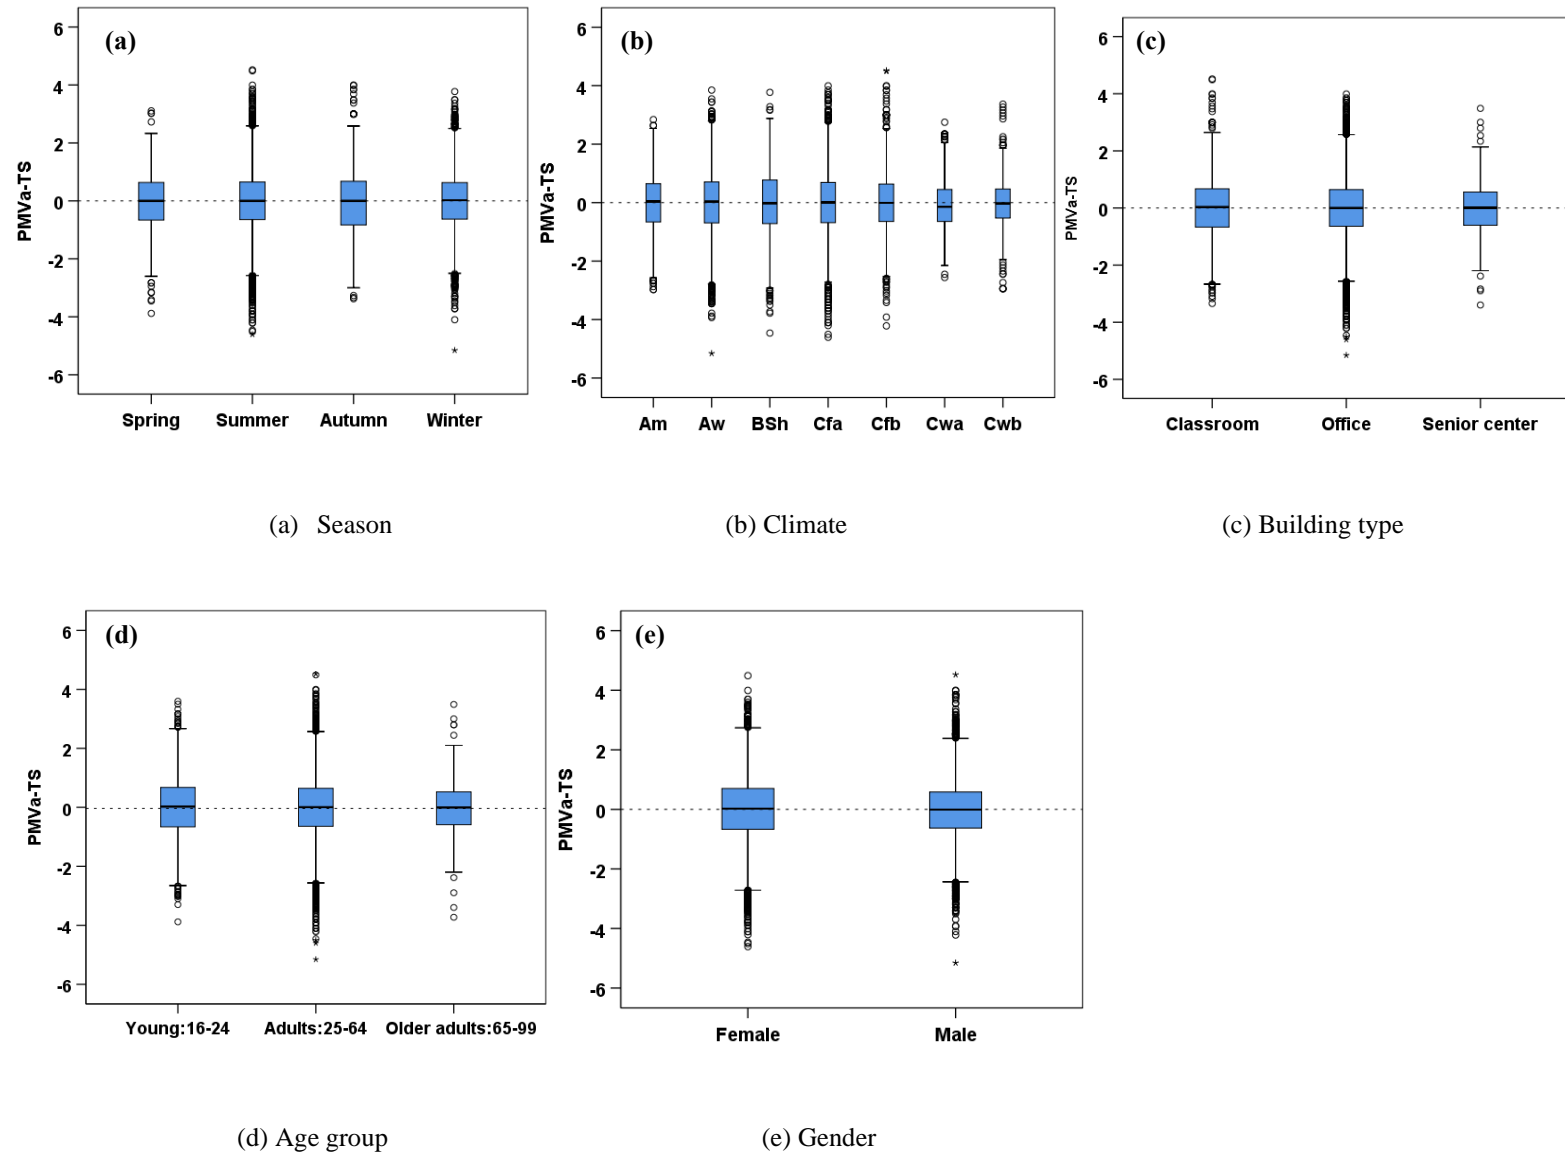 (a)
6
4
2
0
-2
-4
-6
PMVa-TS
Spring Summer Autumn Winter
(b)
6
4
2
0
-2
-4
-6
PMVa-TS
Am Aw BSh Cfa Cfb Cwa Cwb
(c)
6
4
2
0
-2
-4
-6
PMVa-TS
Classroom Office Senior center
(a) Season
(b) Climate
(c) Building type
(d)
6
4
2
0
-2
-4
-6
PMVa-TS
Young:16-24 Adults:25-64 Older adults:65-99
(e)
6
4
2
0
-2
-4
-6
PMVa-TS
Female Male
(d) Age group
(e) Gender